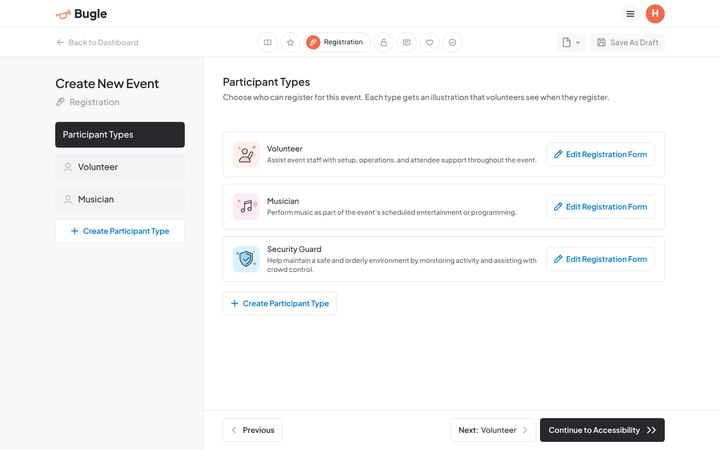 Bugle
H
Back to Dashboard
Registration
Save As Draft
Create New Event
Registration
Participant Types
Volunteer
Musician
Create Participant Type
Participant Types
Choose who can register for this event. Each type gets an illustration that volunteers see when they register.
Volunteer
Assist event staff with setup, operations, and attendee support throughout the event.
Edit Registration Form
Musician
Perform music as part of the event's scheduled entertainment or programming.
Edit Registration Form
Security Guard
Help maintain a safe and orderly environment by monitoring activity and assisting with
crowd control.
Edit Registration Form
Create Participant Type
Previous
Next: Volunteer
Continue to Accessibility